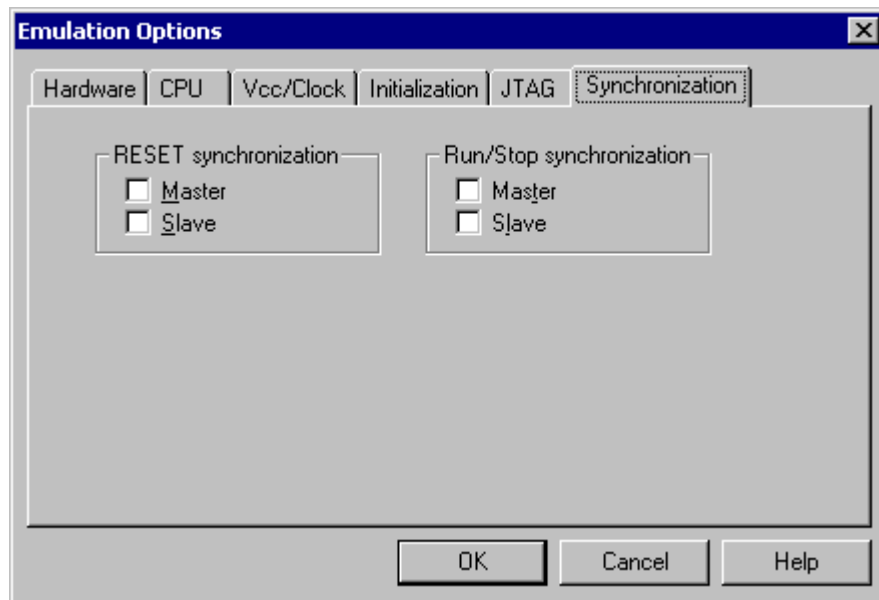 Emulation Options
Hardware CPU Vcc/Clock Initialization JTAG Synchronization
RESET synchronization Run/Stop synchronization
Master Master
Slave Slave
OK Cancel Help